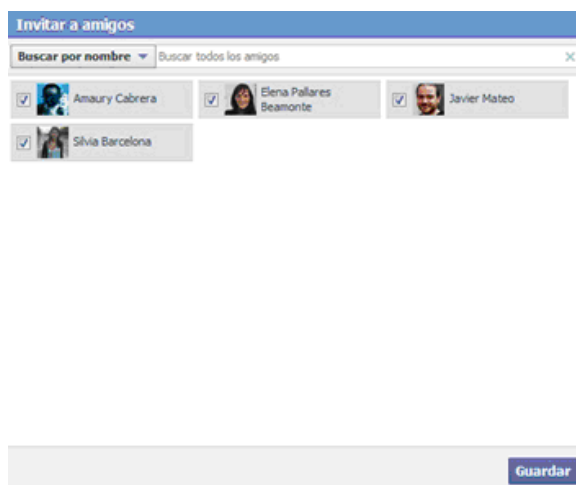 Invitar a amigos
Buscar por nombre Buscar todos los amigos
Amaury Cabrera
Elena Pallares
Beamonte
Javier Mateo
Silvia Barcelona
Guardar